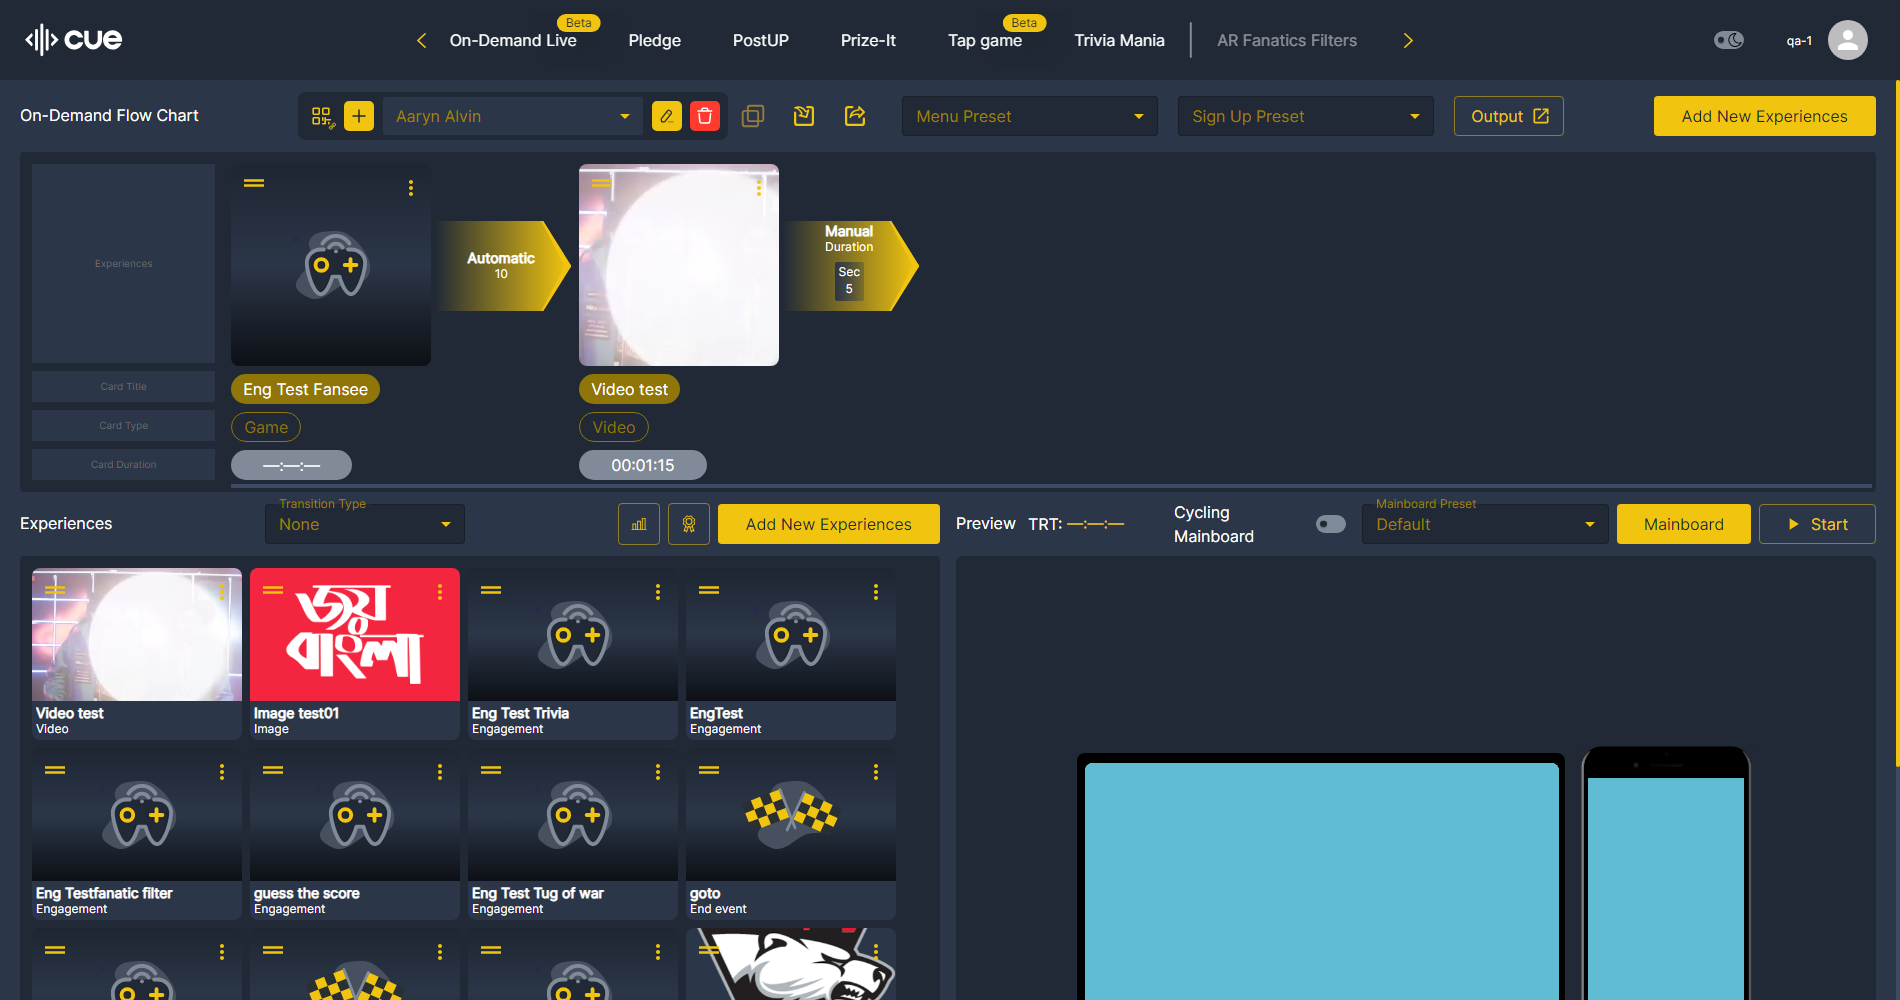 cue
On-Demand Live
Beta
Pledge
PostUP
Prize-It
Tap game
Beta
Trivia Mania
AR Fanatics Filters
qa-1
On-Demand Flow Chart
Aaryn Alvin
Menu Preset
Sign Up Preset
Output
Add New Experiences
Experiences
Automatic
10
Manual
Duration
Sec
5
Card Title
Eng Test Fansee
Video test
Card Type
Game
Video
Card Duration
—:—:—
00:01:15
Experiences
Transition Type
None
Add New Experiences
Preview
TRT: —:—:—
Cycling
Mainboard
Mainboard Preset
Default
Mainboard
Start
জয়
বাংলা
Video test
Video
Image test01
Image
Eng Test Trivia
Engagement
EngTest
Engagement
Eng Testfanatic filter
Engagement
guess the score
Engagement
Eng Test Tug of war
Engagement
goto
End event